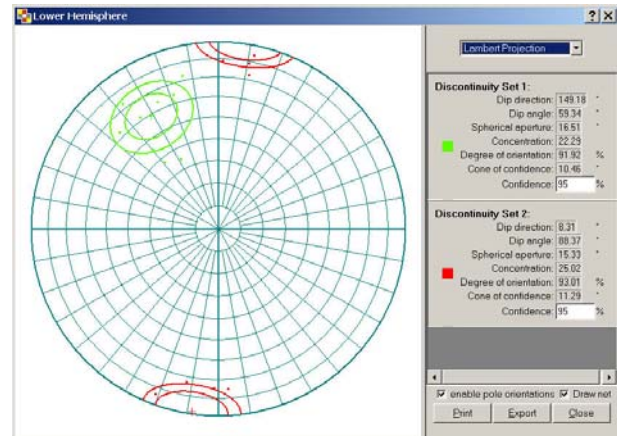 Lower Hemisphere
Lambert Projection
Discontinuity Set 1:
Dip direction: 149.18 °
Dip angle: 59.34 °
Spherical aperture: 16.51 °
Concentration: 22.29
Degree of orientation: 91.92 %
Cone of confidence: 10.46 °
Confidence: 95 %
Discontinuity Set 2:
Dip direction: 8.31 °
Dip angle: 88.37 °
Spherical aperture: 15.33 °
Concentration: 25.02
Degree of orientation: 93.01 %
Cone of confidence: 11.29 °
Confidence: 95 %
enable pole orientations Draw net
Print Export Close